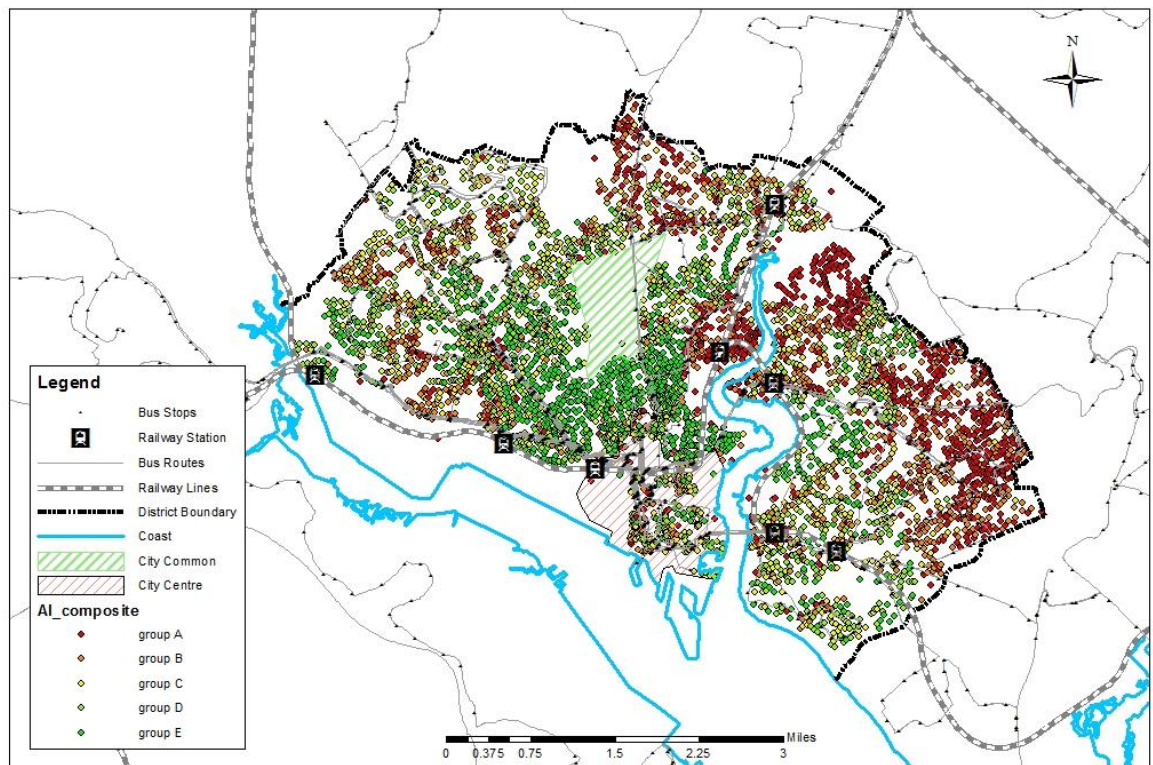 N
Legend
Bus Stops
Railway Station
Bus Routes
Railway Lines
District Boundary
Coast
City Common
City Centre
AI_composite
group A
group B
group C
group D
group E
Miles
0 0.375 0.75 1.5 2.25 3